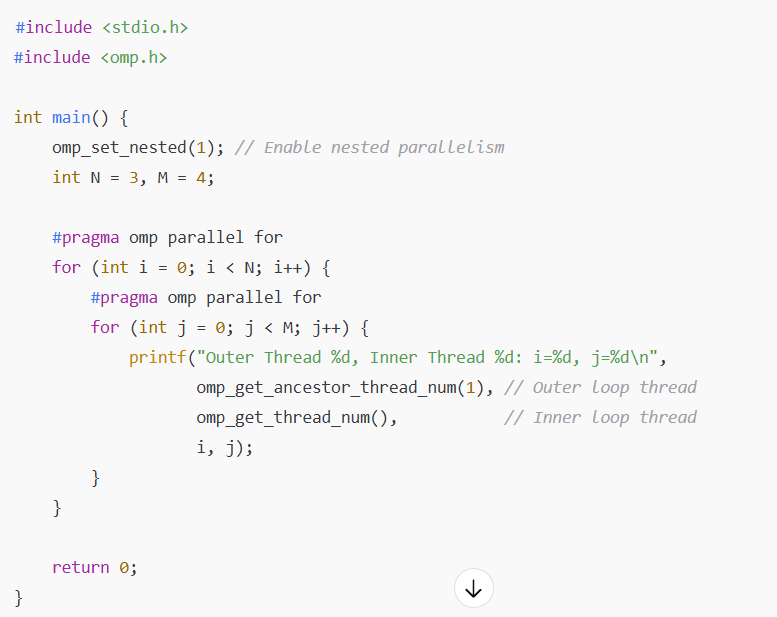 #include <stdio.h>
#include <omp.h>

int main() {
    omp_set_nested(1); // Enable nested parallelism
    int N = 3, M = 4;

    #pragma omp parallel for
    for (int i = 0; i < N; i++) {
        #pragma omp parallel for
        for (int j = 0; j < M; j++) {
            printf("Outer Thread %d, Inner Thread %d: i=%d, j=%d\n",
                   omp_get_ancestor_thread_num(1), // Outer loop thread
                   omp_get_thread_num(),           // Inner loop thread
                   i, j);
        }
    }

    return 0;
}